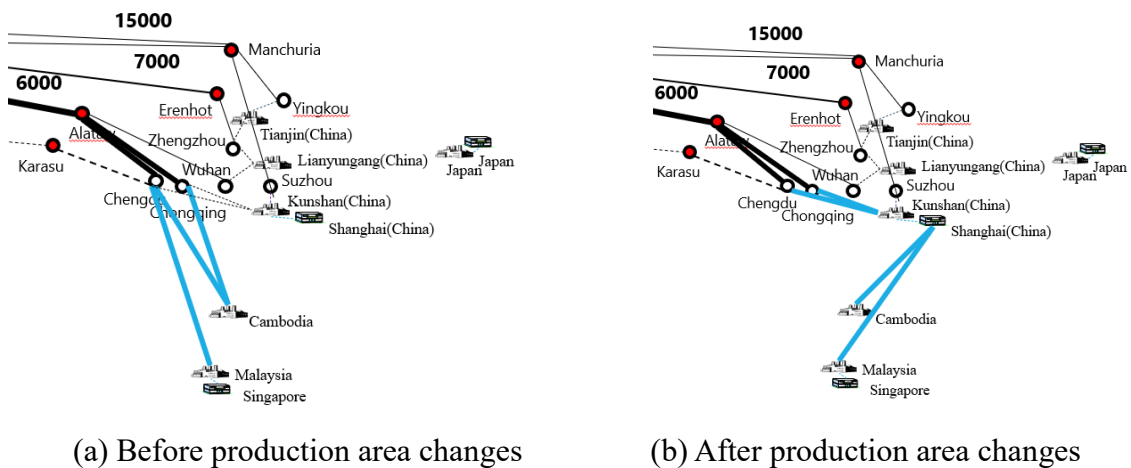 15000
Manchuria
7000
6000
Erenhot
Yingkou
Alatay
Zhengzhou
Tianjin(China)
Karasu
Wuhan
Lianyungang(China)
Japan
Japan
Chengdu
Suzhou
Chongqing
Kunshan(China)
Shanghai(China)
Cambodia
Malaysia
Singapore
(a) Before production area changes
15000
Manchuria
7000
6000
Erenhot
Yingkou
Tianjin(China)
Zhengzhou
Karasu
Wuhan
Lianyungang(China)
Japan
Japan
Chengdu
Suzhou
Chongqing
Kunshan(China)
Shanghai(China)
Cambodia
Malaysia
Singapore
(b) After production area changes